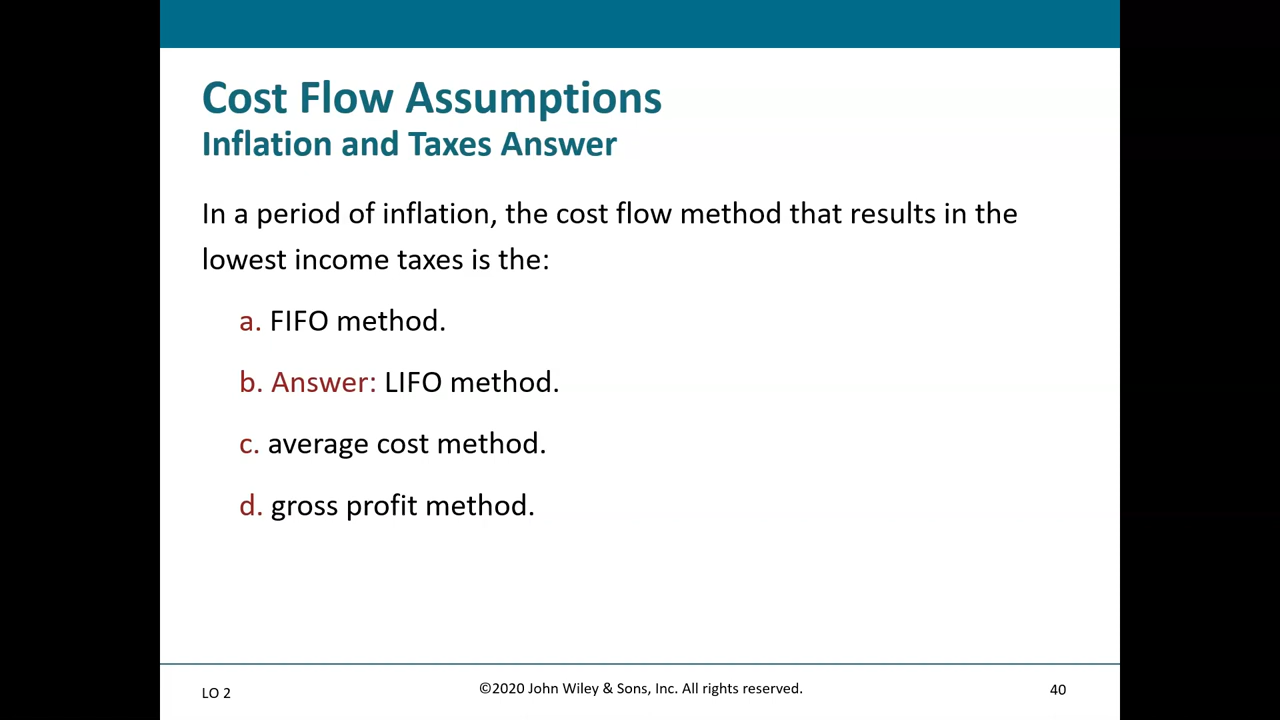 Cost Flow Assumptions
Inflation and Taxes Answer
In a period of inflation, the cost flow method that results in the
lowest income taxes is the:
a. FIFO method.
b. Answer: LIFO method.
c. average cost method.
d. gross profit method.
LO 2
©2020 John Wiley & Sons, Inc. All rights reserved.
40